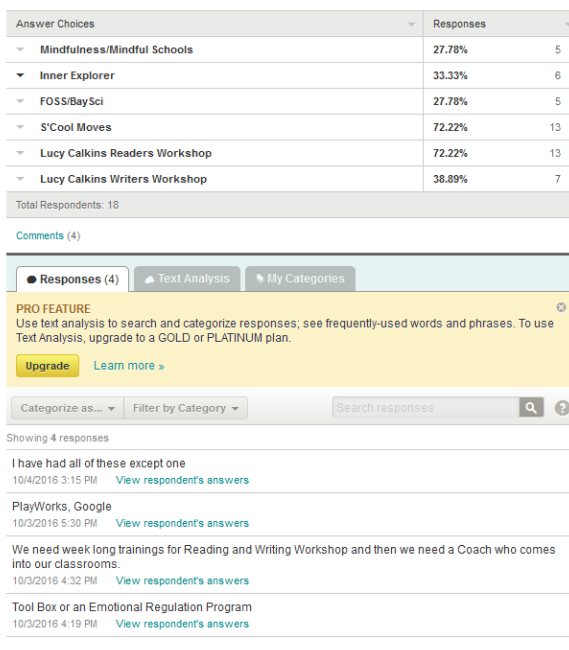 Answer Choices Responses
Mindfulness/Mindful Schools 27.78% 5
Inner Explorer 33.33% 6
FOSS/BaySci 27.78% 5
S'Cool Moves 72.22% 13
Lucy Calkins Readers Workshop 72.22% 13
Lucy Calkins Writers Workshop 38.89% 7
Total Respondents: 18
Comments (4)
Responses (4) Text Analysis My Categories
PRO FEATURE
Use text analysis to search and categorize responses; see frequently-used words and phrases. To use
Text Analysis, upgrade to a GOLD or PLATINUM plan.
Upgrade Learn more »
Categorize as... Filter by Category Search responses ?
Showing 4 responses
I have had all of these except one
10/4/2016 3:15 PM View respondent's answers
PlayWorks, Google
10/3/2016 5:30 PM View respondent's answers
We need week long trainings for Reading and Writing Workshop and then we need a Coach who comes
into our classrooms.
10/3/2016 4:32 PM View respondent's answers
Tool Box or an Emotional Regulation Program
10/3/2016 4:19 PM View respondent's answers